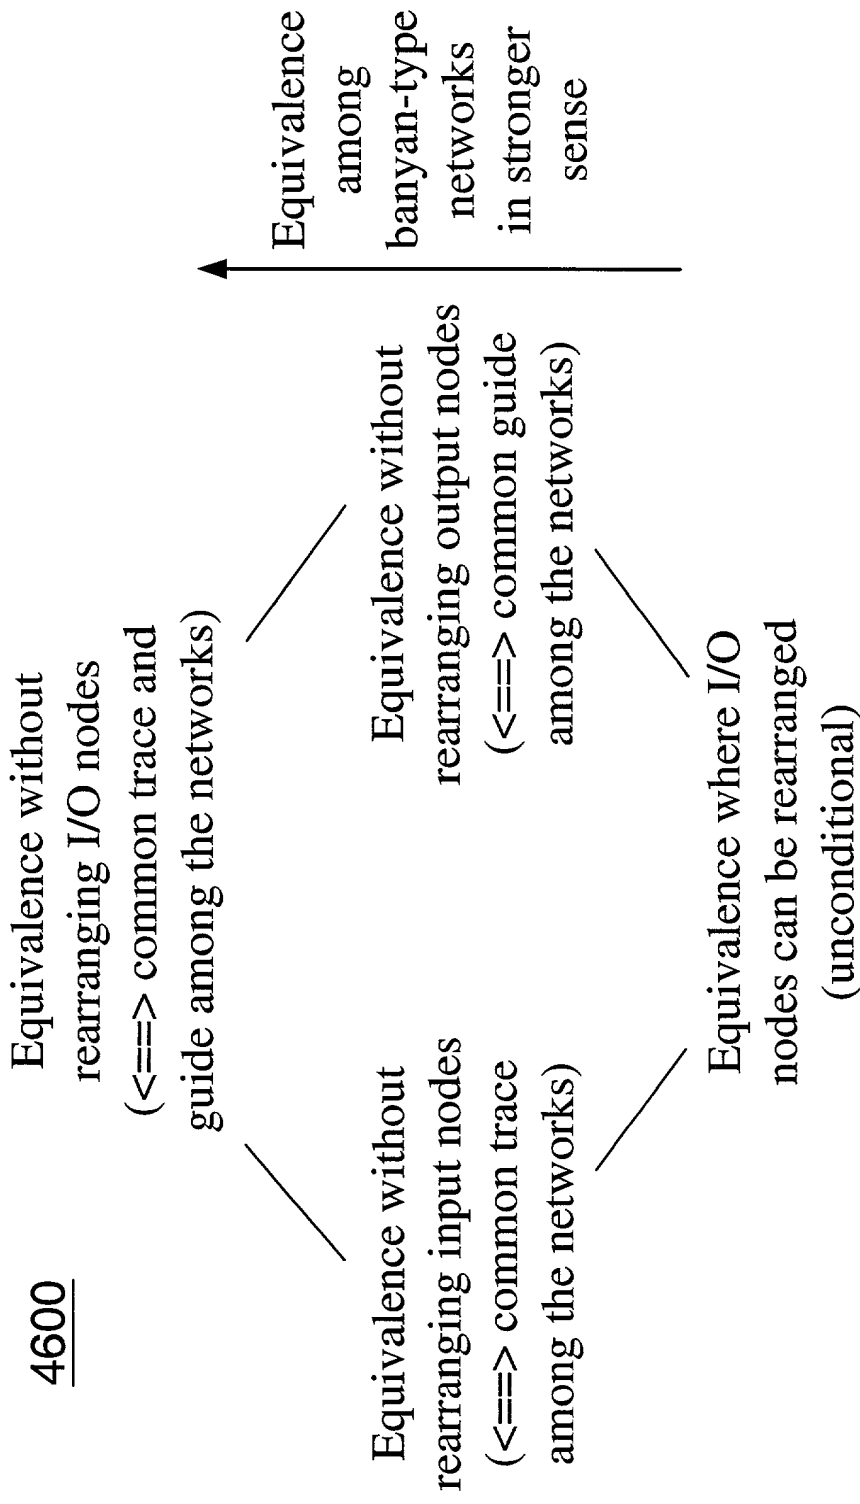 4600
Equivalence without
rearranging I/O nodes
(<==> common trace and
guide among the networks)
Equivalence without
rearranging input nodes
(<==> common trace
among the networks)
Equivalence without
rearranging output nodes
(<==> common guide
among the networks)
Equivalence where I/O
nodes can be rearranged
(unconditional)
Equivalence
among
banyan-type
networks
in stronger
sense